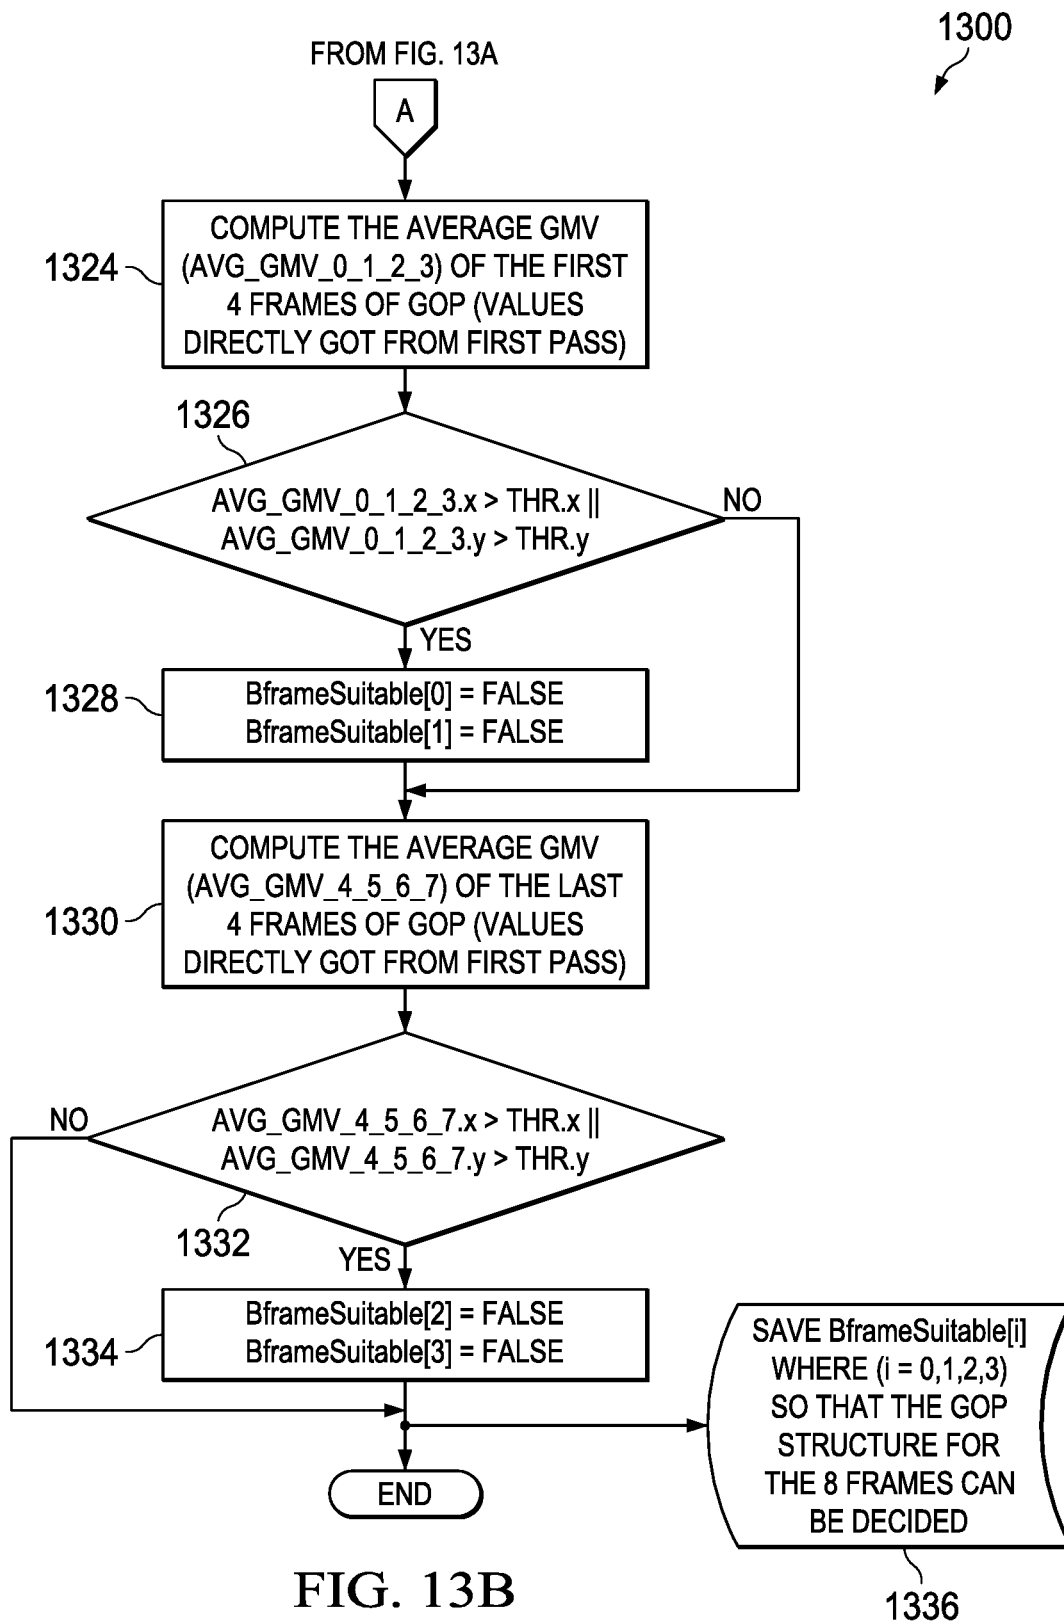 1300
FROM FIG. 13A
A
1324
COMPUTE THE AVERAGE GMV
(AVG_GMV_0_1_2_3) OF THE FIRST
4 FRAMES OF GOP (VALUES
DIRECTLY GOT FROM FIRST PASS)
1326
AVG_GMV_0_1_2_3.x > THR.x ||
AVG_GMV_0_1_2_3.y > THR.y
NO
YES
1328
BframeSuitable[0] = FALSE
BframeSuitable[1] = FALSE
1330
COMPUTE THE AVERAGE GMV
(AVG_GMV_4_5_6_7) OF THE LAST
4 FRAMES OF GOP (VALUES
DIRECTLY GOT FROM FIRST PASS)
NO
AVG_GMV_4_5_6_7.x > THR.x ||
AVG_GMV_4_5_6_7.y > THR.y
1332
YES
1334
BframeSuitable[2] = FALSE
BframeSuitable[3] = FALSE
SAVE BframeSuitable[i]
WHERE (i = 0,1,2,3)
SO THAT THE GOP
STRUCTURE FOR
THE 8 FRAMES CAN
BE DECIDED
END
1336
FIG. 13B